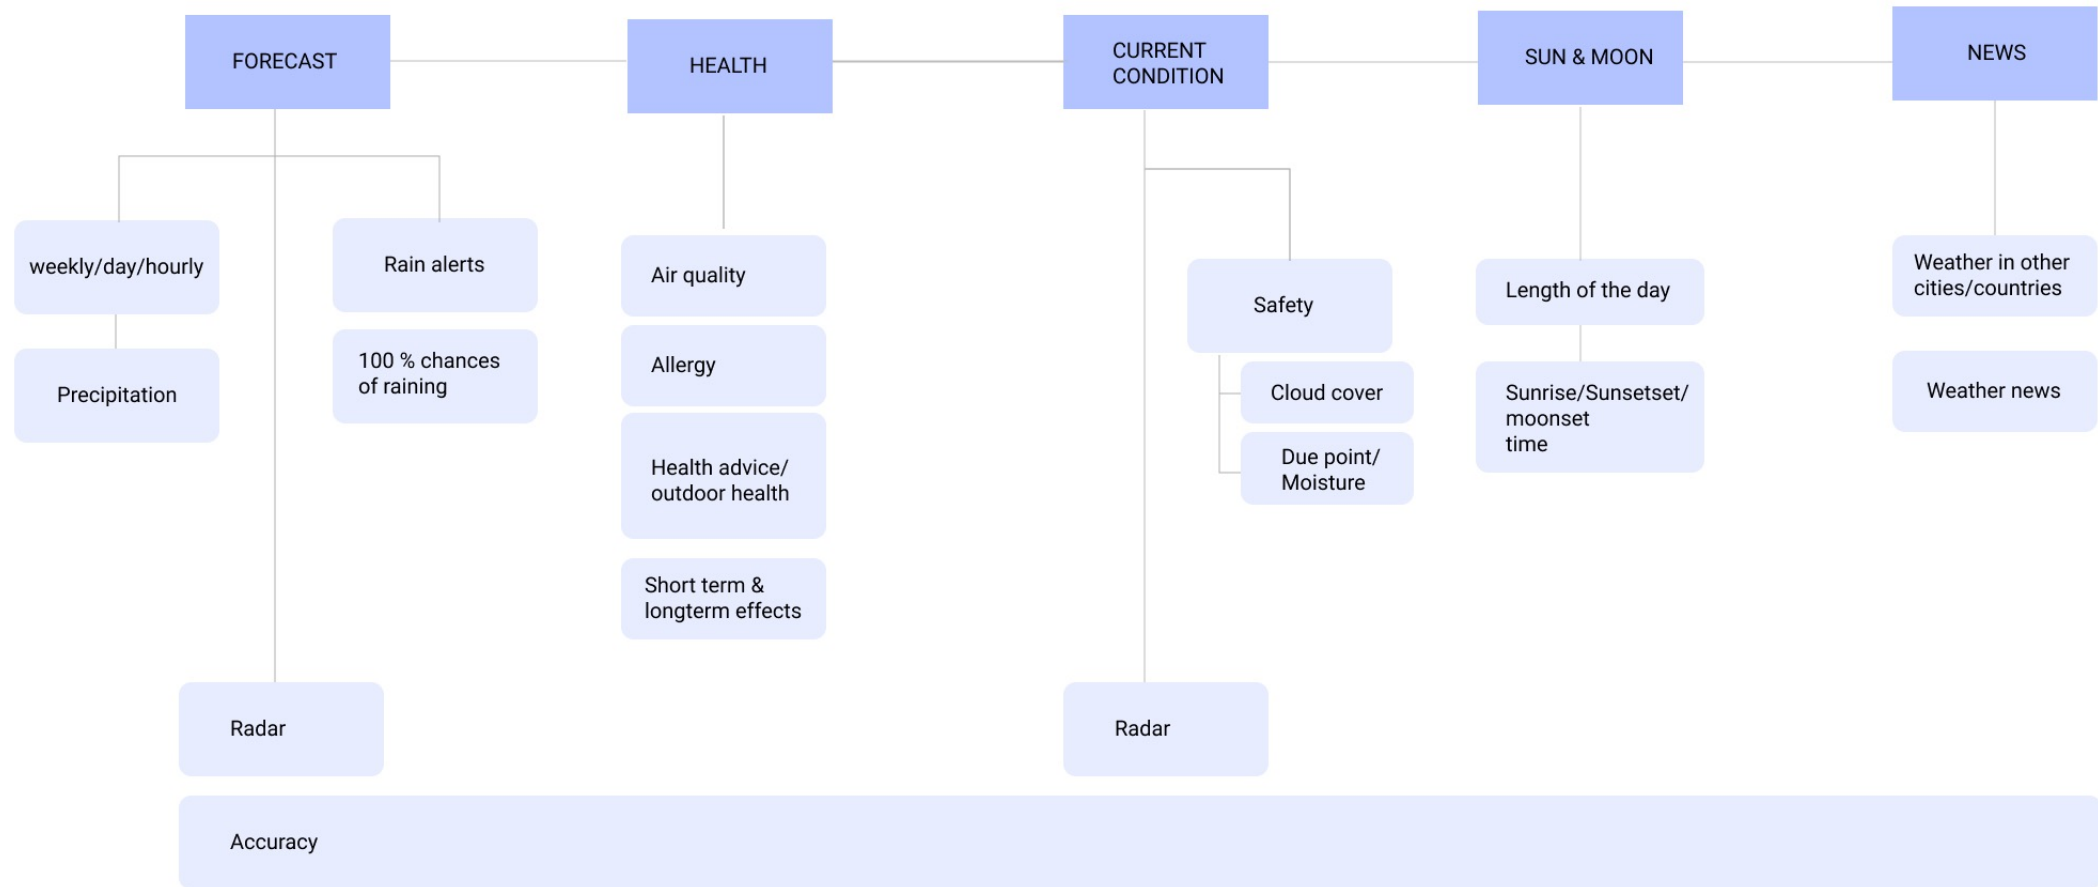 FORECAST
HEALTH
CURRENT
CONDITION
SUN & MOON
NEWS
weekly/day/hourly
Precipitation
Rain alerts
100 % chances
of raining
Air quality
Allergy
Health advice/
outdoor health
Short term &
longterm effects
Safety
Cloud cover
Due point/
Moisture
Length of the day
Sunrise/Sunsetset/
moonset
time
Weather in other
cities/countries
Weather news
Radar
Radar
Accuracy